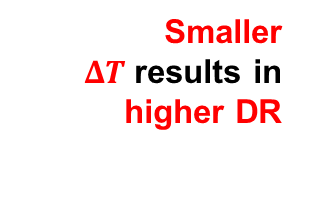 Smaller
ΔT results in
higher DR